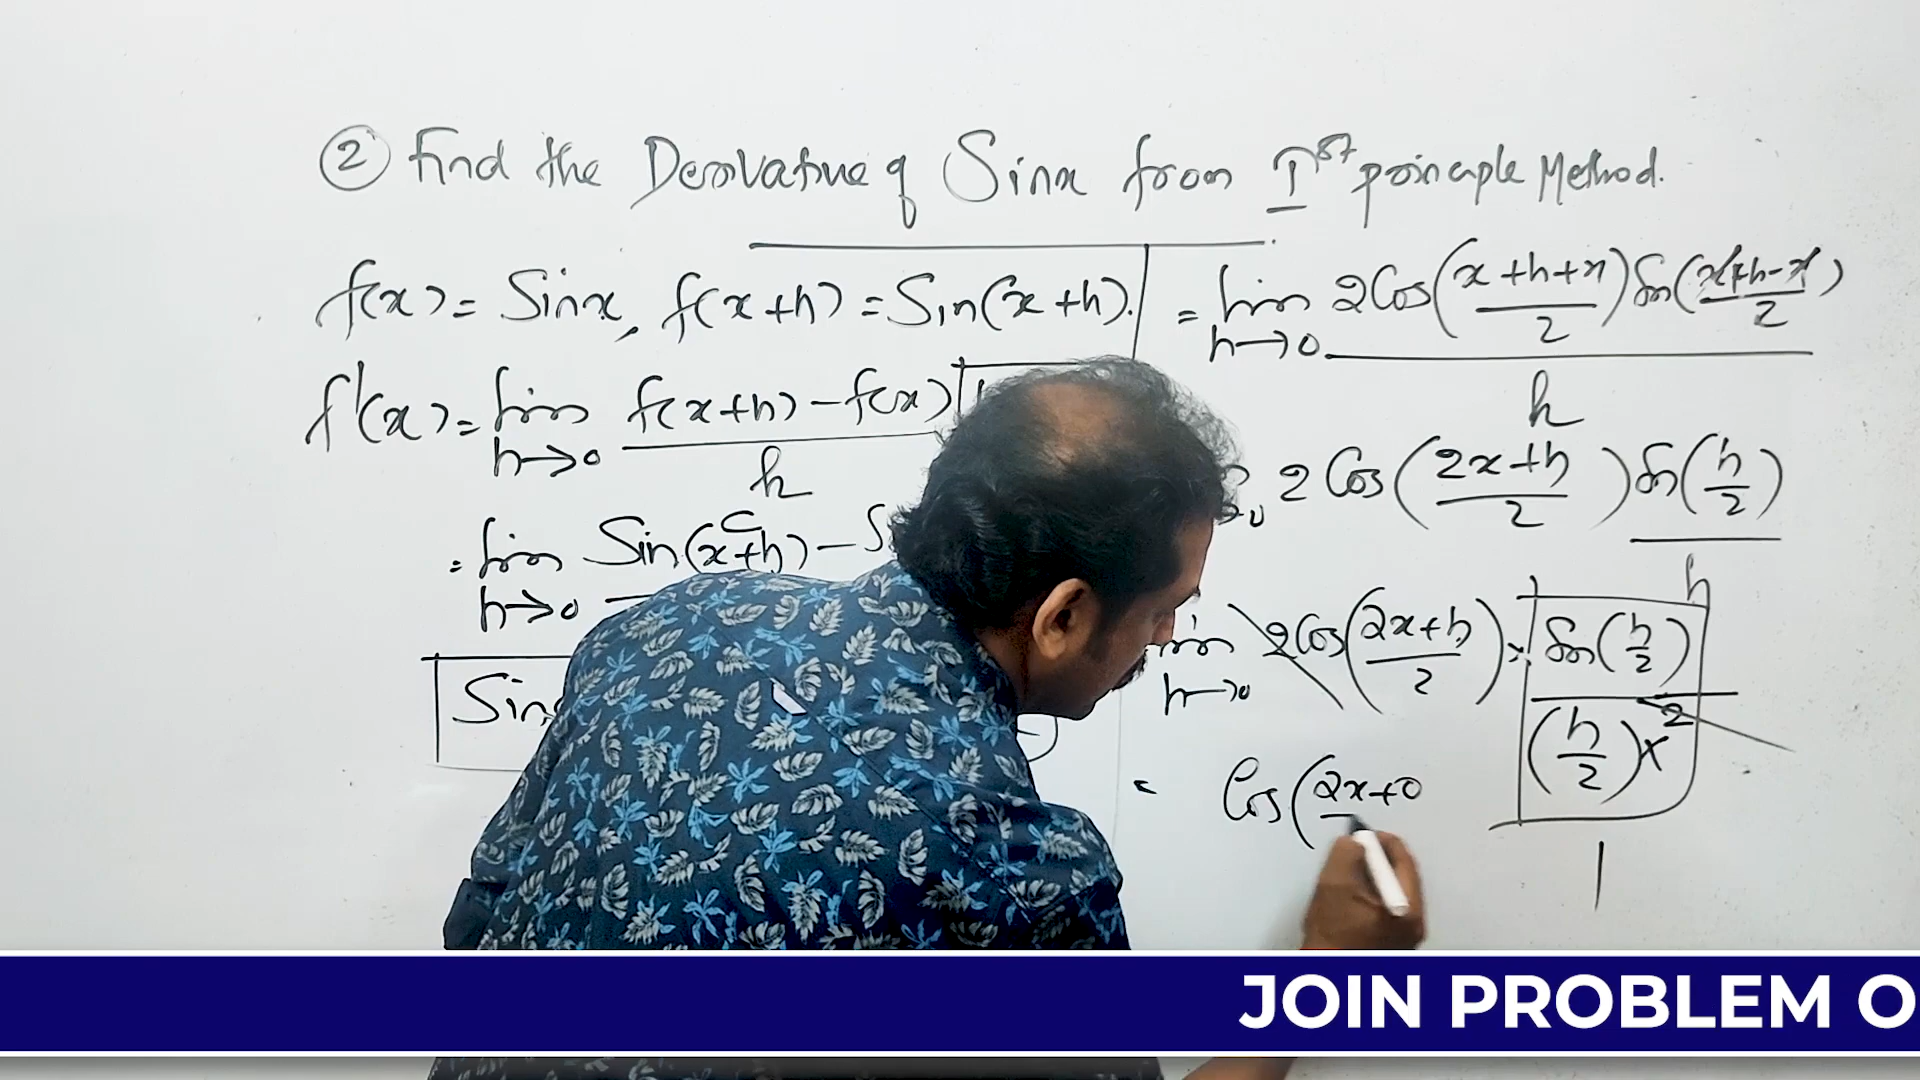 ② Find the Derivative of Sinx from Ist principle Method.
f(x) = Sinx, f(x+h) = Sin(x+h).
f'(x) = lim h→0 f(x+h) - f(x) / h
= lim h→0 Sin(x+h) - S
Sin
= lim h→0 2Cos(x+h+x / 2) Sin(x+h-x / 2) / h
2Cos(2x+h / 2) Sin(h/2) / h
lim h→0 2Cos(2x+h / 2) × Sin(h/2) / (h/2)×2
1
= Cos(2x+0
JOIN PROBLEM O